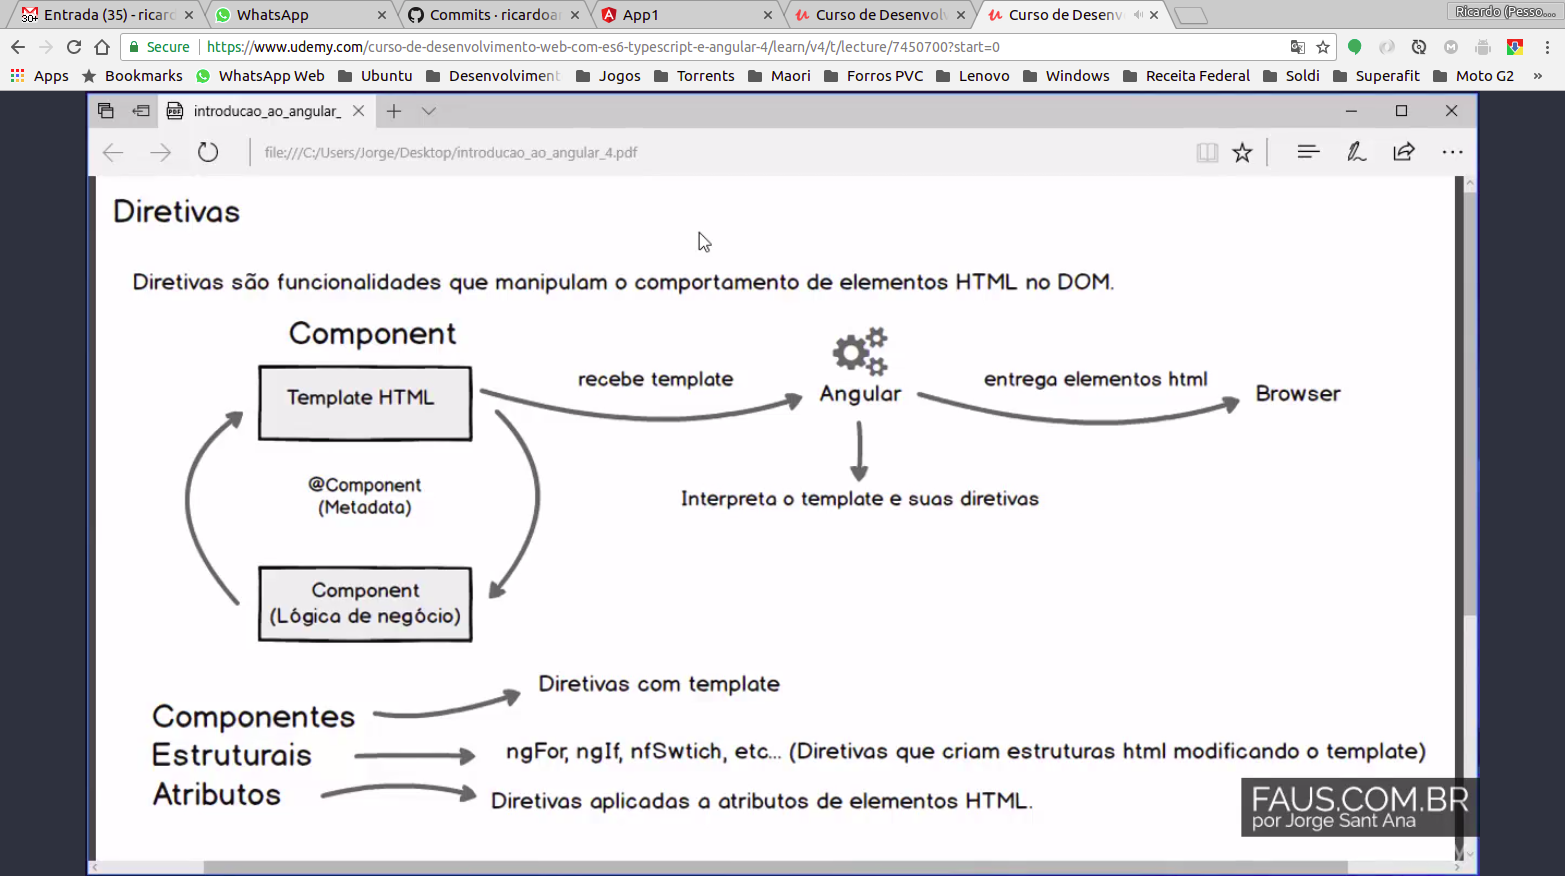 Entrada (35) - ricard
WhatsApp
Commits · ricardoar
App1
Curso de Desenvolv
Curso de Desenv
Ricardo (Pesso...
Secure
https://www.udemy.com/curso-de-desenvolvimento-web-com-es6-typescript-e-angular-4/learn/v4/t/lecture/7450700?start=0
Apps
Bookmarks
WhatsApp Web
Ubuntu
Desenvolviment
Jogos
Torrents
Maori
Forros PVC
Lenovo
Windows
Receita Federal
Soldi
Superafit
Moto G2
»
PDF
introducao_ao_angular_
file:///C:/Users/Jorge/Desktop/introducao_ao_angular_4.pdf
Diretivas
Diretivas são funcionalidades que manipulam o comportamento de elementos HTML no DOM.
Component
Template HTML
recebe template
Angular
entrega elementos html
Browser
@Component
(Metadata)
Interpreta o template e suas diretivas
Component
(Lógica de negócio)
Diretivas com template
Componentes
Estruturais
ngFor, ngIf, nfSwtich, etc... (Diretivas que criam estruturas html modificando o template)
Atributos
Diretivas aplicadas a atributos de elementos HTML.
FAUS.COM.BR
por Jorge Sant Ana